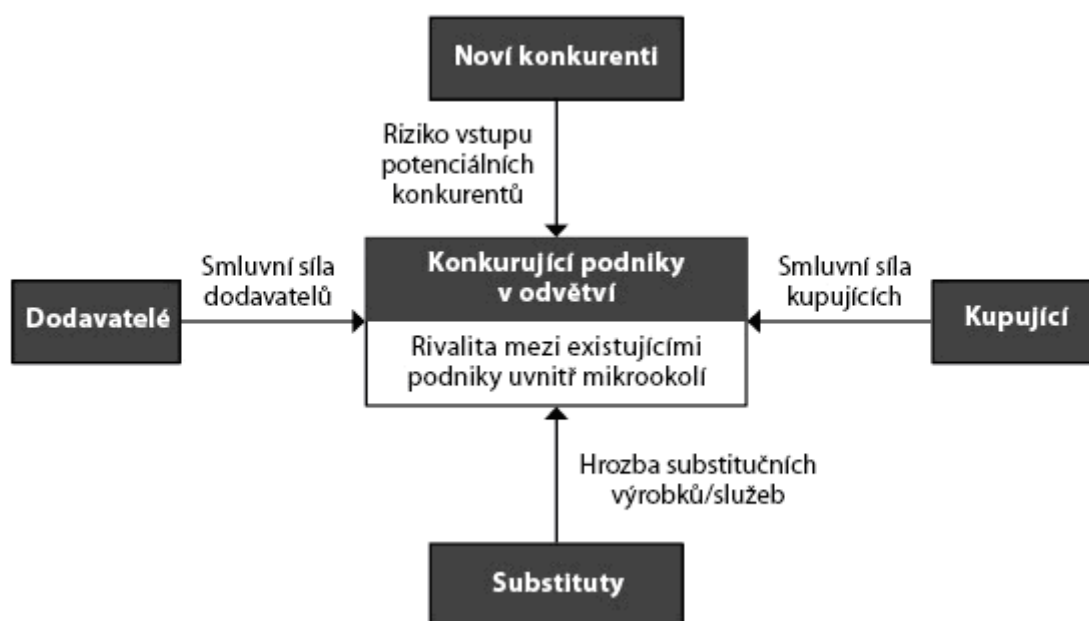 Noví konkurenti
Riziko vstupu
potenciálních
konkurentů
Smluvní síla
dodavatelů
Dodavatelé
Konkurující podniky
v odvětví
Rivalita mezi existujícími
podniky uvnitř mikrookolí
Smluvní síla
kupujících
Kupující
Hrozba substitučních
výrobků/služeb
Substituty